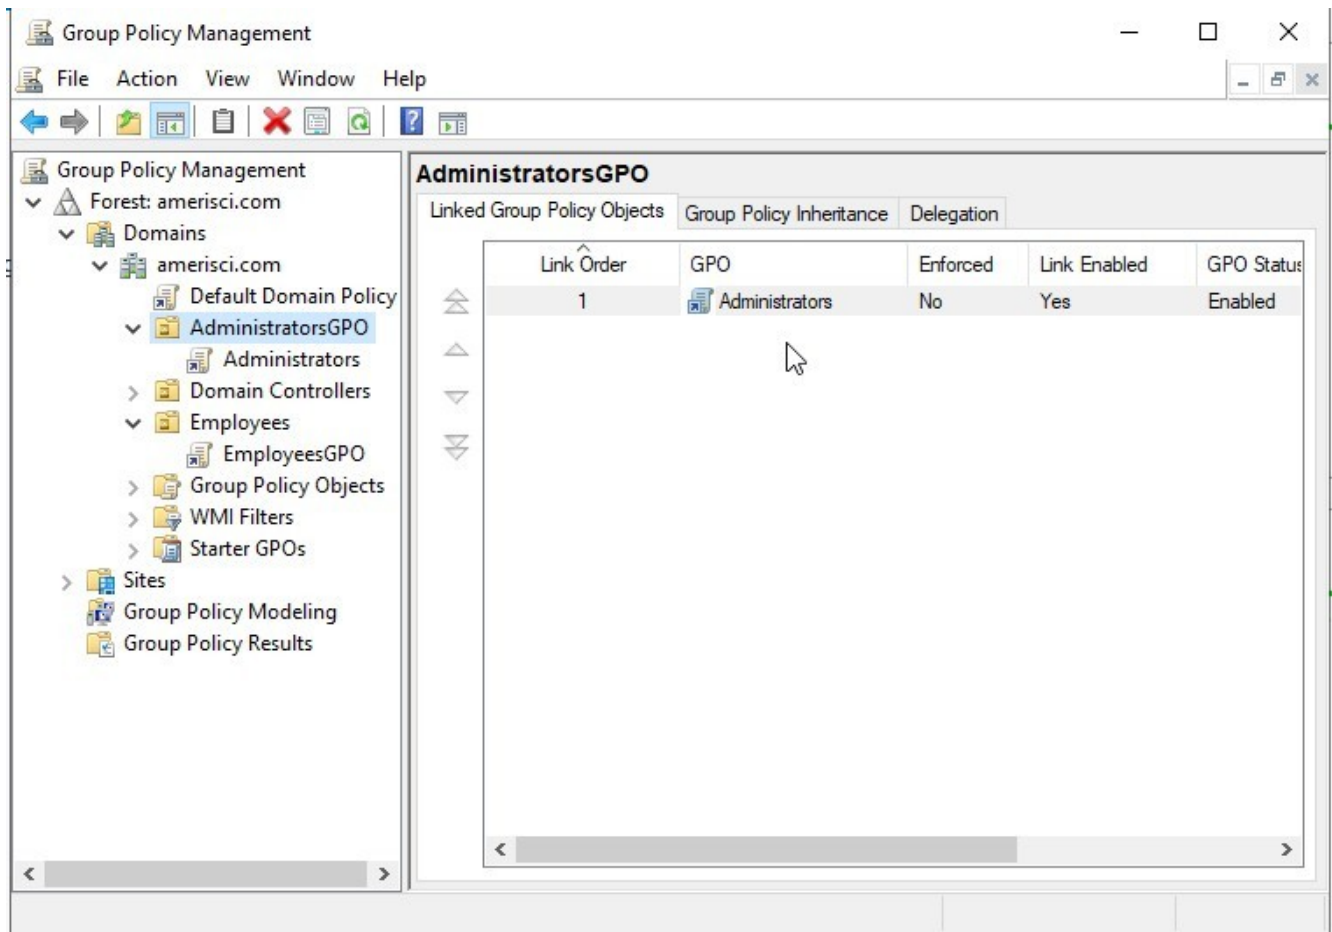 Group Policy Management
File Action View Window Help
Group Policy Management
Forest: amerisci.com
Domains
amerisci.com
Default Domain Policy
AdministratorsGPO
Administrators
Domain Controllers
Employees
EmployeesGPO
Group Policy Objects
WMI Filters
Starter GPOs
Sites
Group Policy Modeling
Group Policy Results
AdministratorsGPO
Linked Group Policy Objects Group Policy Inheritance Delegation
Link Order GPO Enforced Link Enabled GPO Status
1 Administrators No Yes Enabled